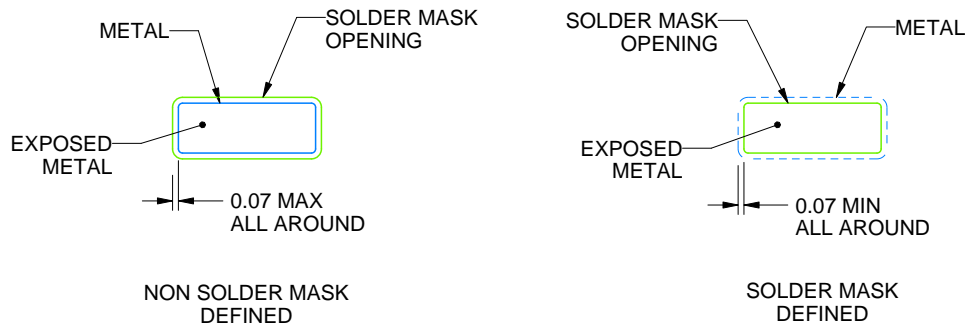 METAL
SOLDER MASK
OPENING
EXPOSED
METAL
0.07 MAX
ALL AROUND
NON SOLDER MASK
DEFINED
SOLDER MASK
OPENING
METAL
EXPOSED
METAL
0.07 MIN
ALL AROUND
SOLDER MASK
DEFINED